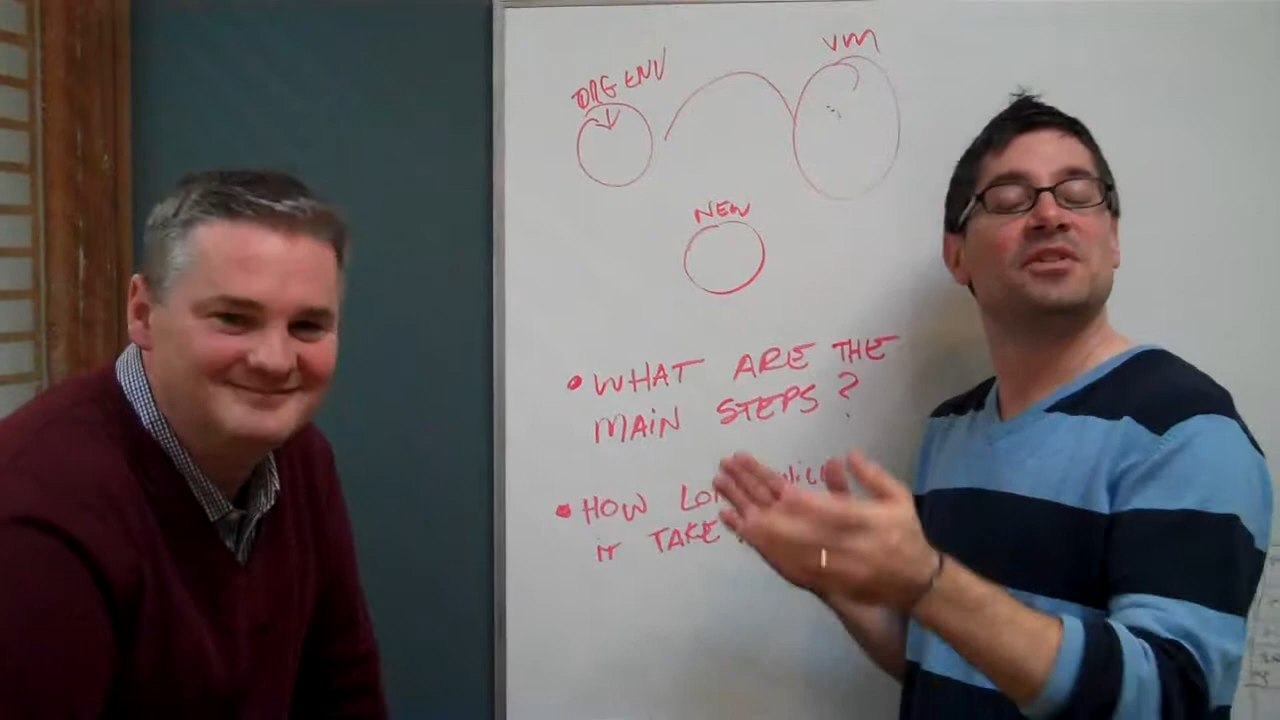 VM
ORG ENV
NEW
• WHAT ARE THE
MAIN STEPS?
• HOW
IT TAKE